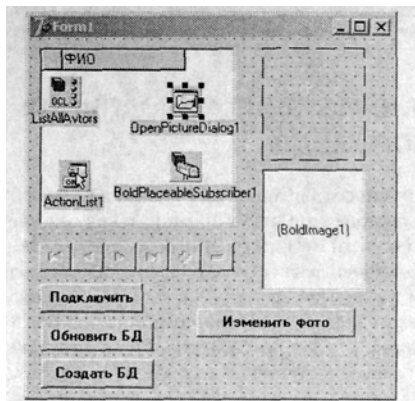 Form1
ФИО
OCL
ListAllAvtors
OpenPictureDialog1
ActionList1
BoldPlaceableSubscriber1
(BoldImage1)
Подключить
Изменить фото
Обновить БД
Создать БД